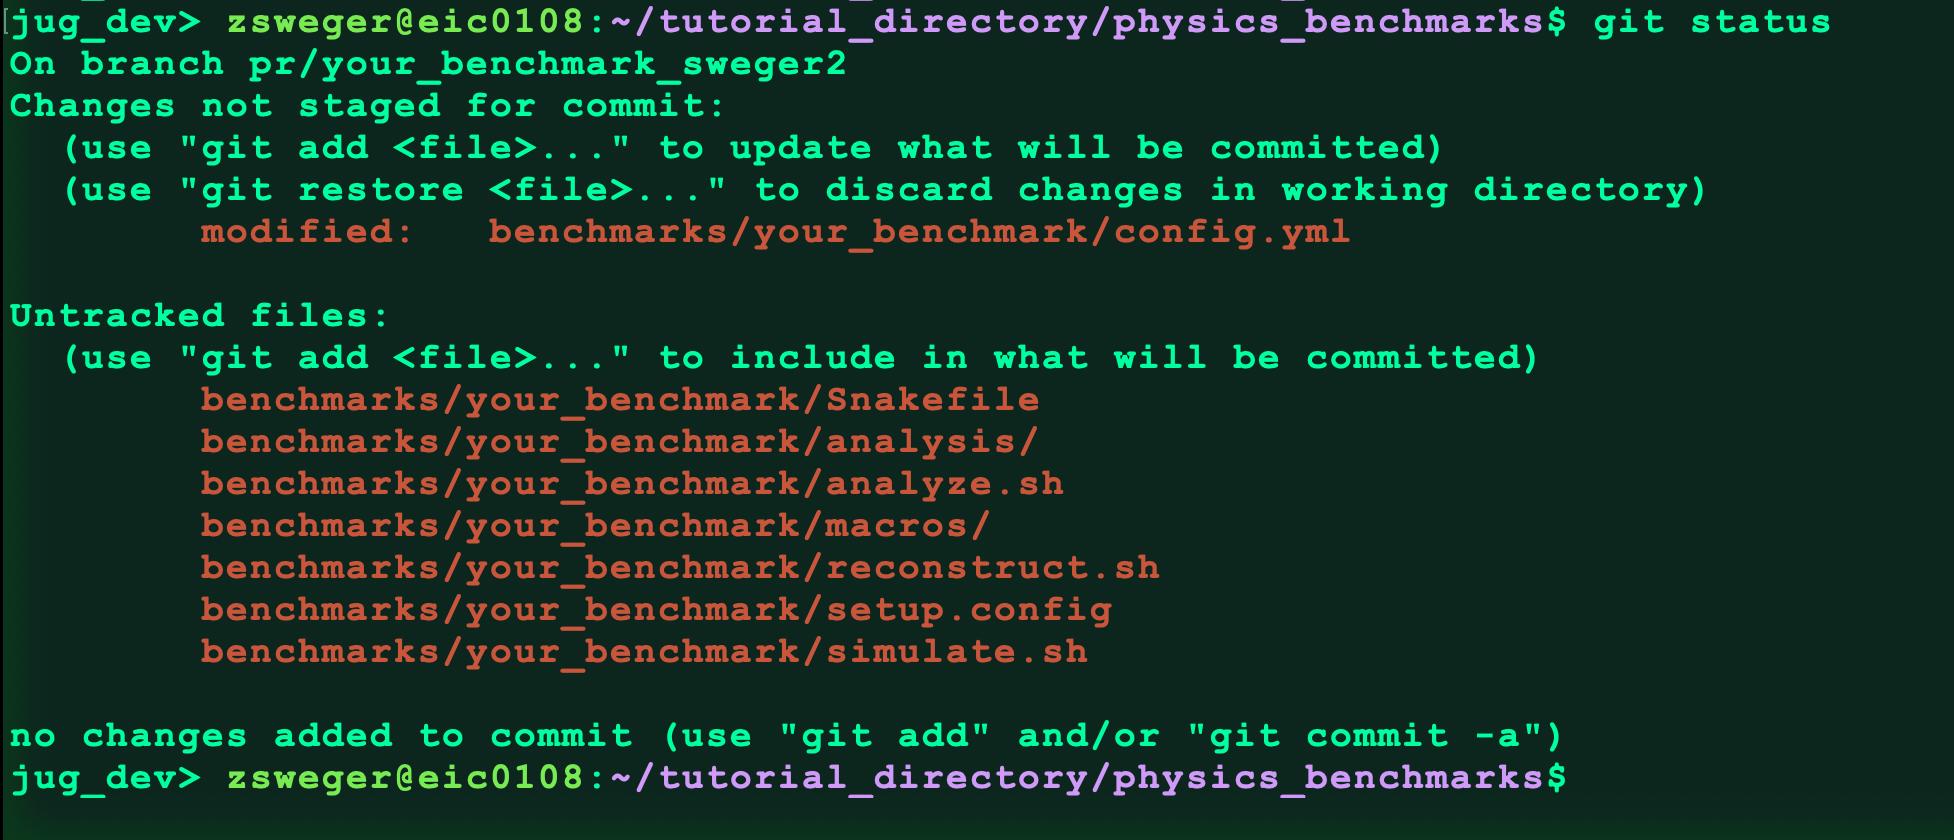 jug_dev> zsweger@eic0108:~/tutorial_directory/physics_benchmarks$ git status
On branch pr/your_benchmark_sweger2
Changes not staged for commit:
  (use "git add <file>..." to update what will be committed)
  (use "git restore <file>..." to discard changes in working directory)
        modified:   benchmarks/your_benchmark/config.yml

Untracked files:
  (use "git add <file>..." to include in what will be committed)
        benchmarks/your_benchmark/Snakefile
        benchmarks/your_benchmark/analysis/
        benchmarks/your_benchmark/analyze.sh
        benchmarks/your_benchmark/macros/
        benchmarks/your_benchmark/reconstruct.sh
        benchmarks/your_benchmark/setup.config
        benchmarks/your_benchmark/simulate.sh

no changes added to commit (use "git add" and/or "git commit -a")
jug_dev> zsweger@eic0108:~/tutorial_directory/physics_benchmarks$